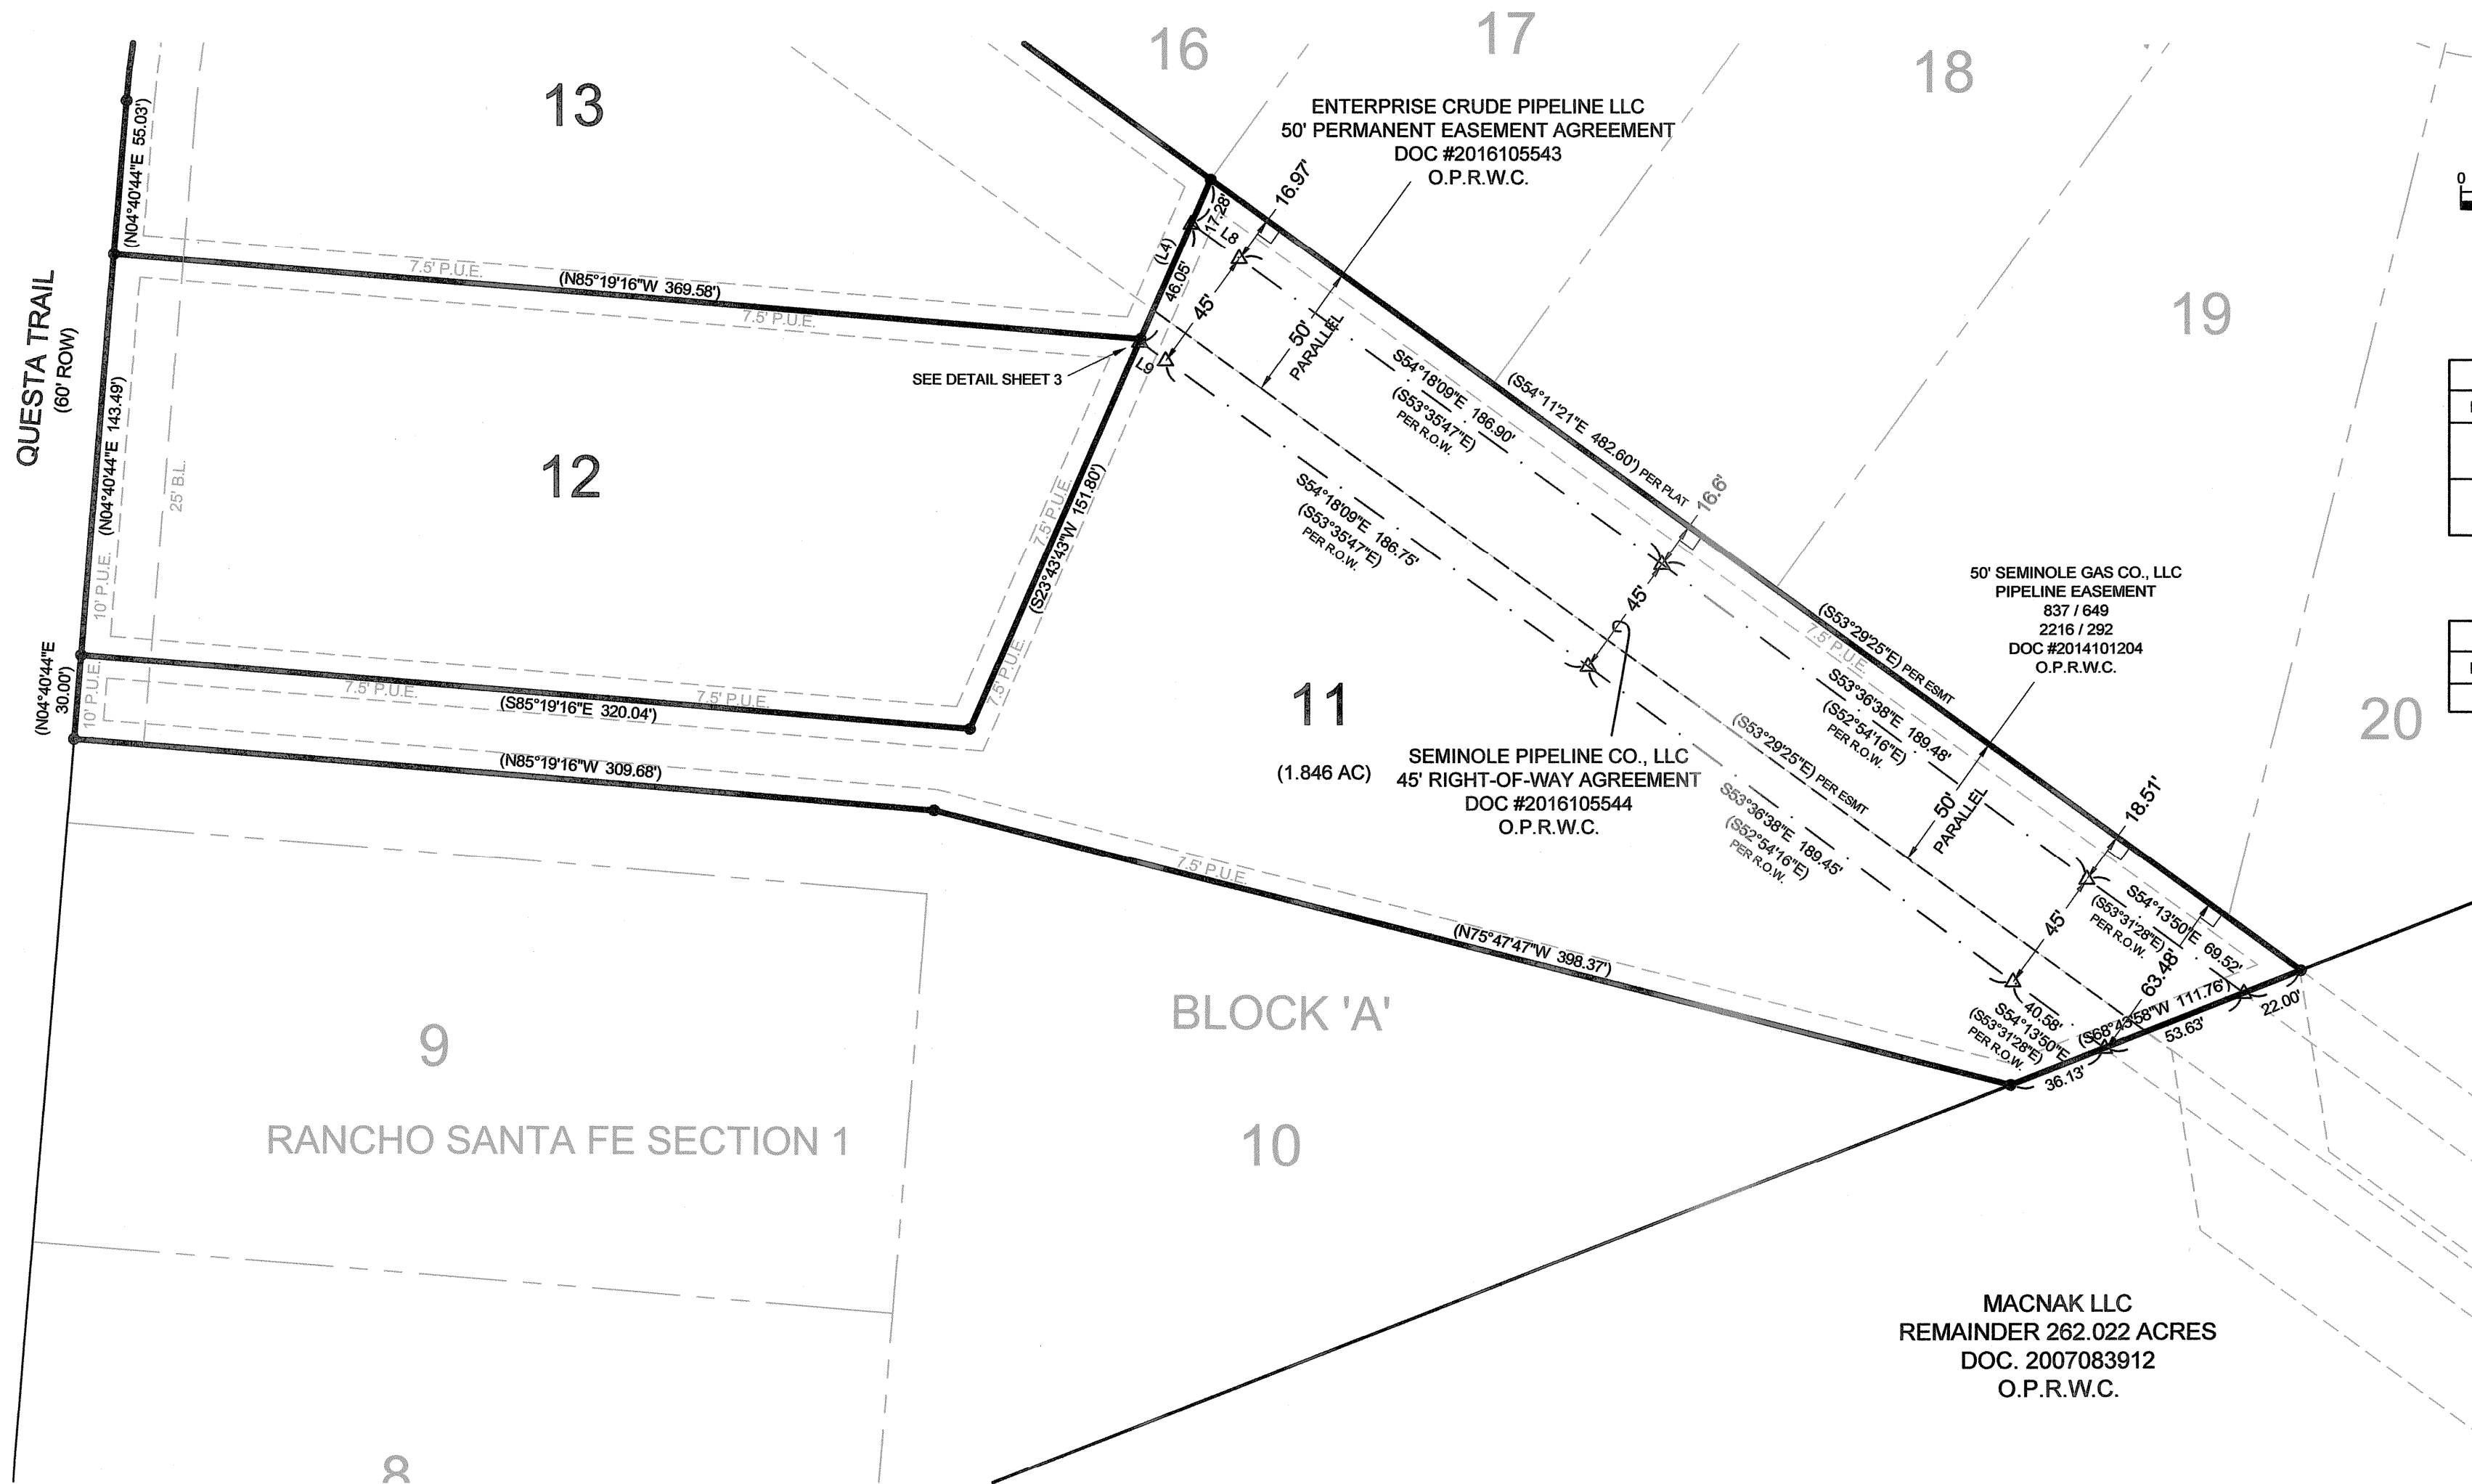 16
17
18
13
ENTERPRISE CRUDE PIPELINE LLC
50' PERMANENT EASEMENT AGREEMENT
DOC #2016105543
O.P.R.W.C.
16.97'
0
(N04°40'44"E 55.03')
17.28'
L8
(L4)
46.05'
45'
50'
PARALLEL
7.5' P.U.E.
(N85°19'16"W 369.58')
7.5' P.U.E.
19
QUESTA TRAIL
(60' ROW)
SEE DETAIL SHEET 3
L9
S54°18'09"E 186.90'
(S53°35'47"E)
PER R.O.W.
(S54°11'21"E 482.60') PER PLAT
(N04°40'44"E 143.49')
25' B.L.
12
10' P.U.E.
7.5' P.U.E.
(S23°43'43"W 151.80')
7.5' P.U.E.
S54°18'09"E 186.75'
(S53°35'47"E)
PER R.O.W.
16.6'
45'
50' SEMINOLE GAS CO., LLC
PIPELINE EASEMENT
837 / 649
2216 / 292
DOC #2014101204
O.P.R.W.C.
(S53°29'25"E) PER ESMT
7.5' P.U.E.
S53°36'38"E 189.48'
(S52°54'16"E)
PER R.O.W.
20
(N04°40'44"E
30.00')
10' P.U.E.
7.5' P.U.E.
7.5' P.U.E.
(S85°19'16"E 320.04')
(N85°19'16"W 309.68')
11
(1.846 AC)
SEMINOLE PIPELINE CO., LLC
45' RIGHT-OF-WAY AGREEMENT
DOC #2016105544
O.P.R.W.C.
(S53°29'25"E) PER ESMT
S53°36'38"E 189.45'
(S52°54'16"E)
PER R.O.W.
50'
PARALLEL
18.51'
45'
S54°13'50"E 69.52'
(S53°31'28"E)
PER R.O.W.
63.48'
7.5' P.U.E.
(N75°47'47"W 398.37')
40.58'
S54°13'50"E
(S53°31'28"E)
PER R.O.W.
(S68°43'58"W 111.76')
53.63'
22.00'
36.13'
BLOCK 'A'
9
10
RANCHO SANTA FE SECTION 1
MACNAK LLC
REMAINDER 262.022 ACRES
DOC. 2007083912
O.P.R.W.C.
8